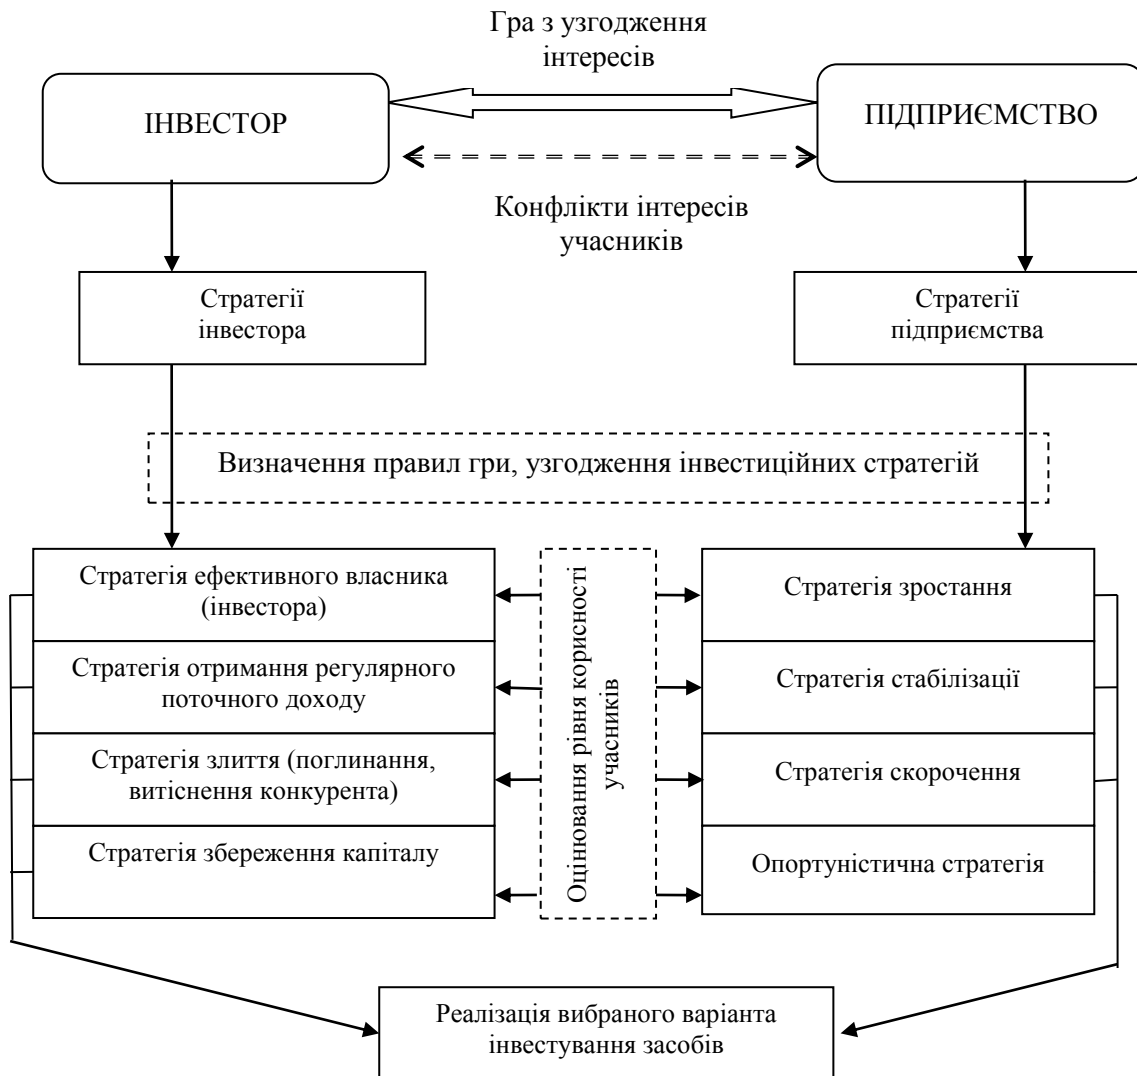 Гра з узгодження
інтересів
ІНВЕСТОР
ПІДПРИЄМСТВО
Конфлікти інтересів
учасників
Стратегії
інвестора
Стратегії
підприємства
Визначення правил гри, узгодження інвестиційних стратегій
Стратегія ефективного власника
(інвестора)
Стратегія отримання регулярного
поточного доходу
Стратегія злиття (поглинання,
витіснення конкурента)
Стратегія збереження капіталу
Оцінювання рівня корисності
учасників
Стратегія зростання
Стратегія стабілізації
Стратегія скорочення
Опортуністична стратегія
Реалізація вибраного варіанта
інвестування засобів